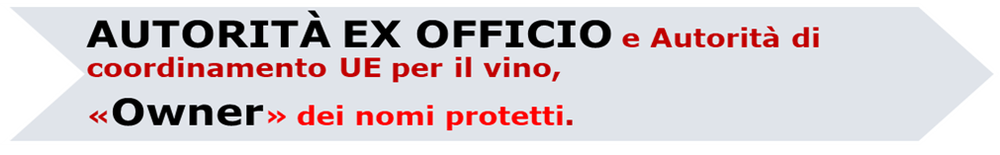 AUTORITÀ EX OFFICIO e Autorità di
coordinamento UE per il vino,
«Owner» dei nomi protetti.